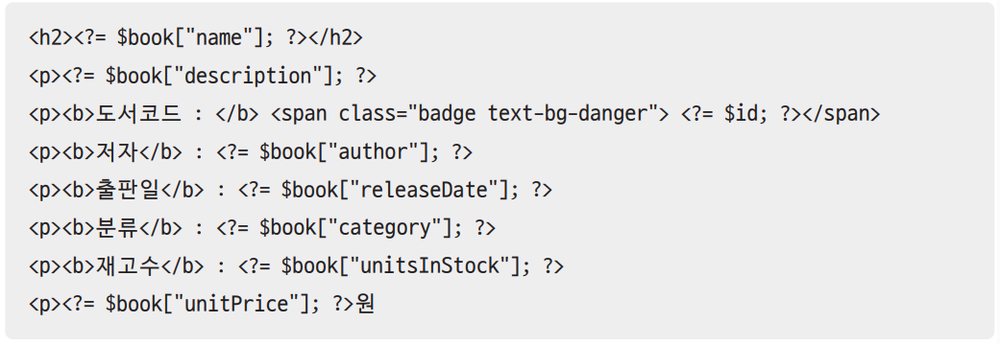 <h2><?= $book["name"]; ?></h2>
<p><?= $book["description"]; ?>
<p><b>도서코드 : </b> <span class="badge text-bg-danger"> <?= $id; ?></span>
<p><b>저자</b> : <?= $book["author"]; ?>
<p><b>출판일</b> : <?= $book["releaseDate"]; ?>
<p><b>분류</b> : <?= $book["category"]; ?>
<p><b>재고수</b> : <?= $book["unitsInStock"]; ?>
<p><?= $book["unitPrice"]; ?>원